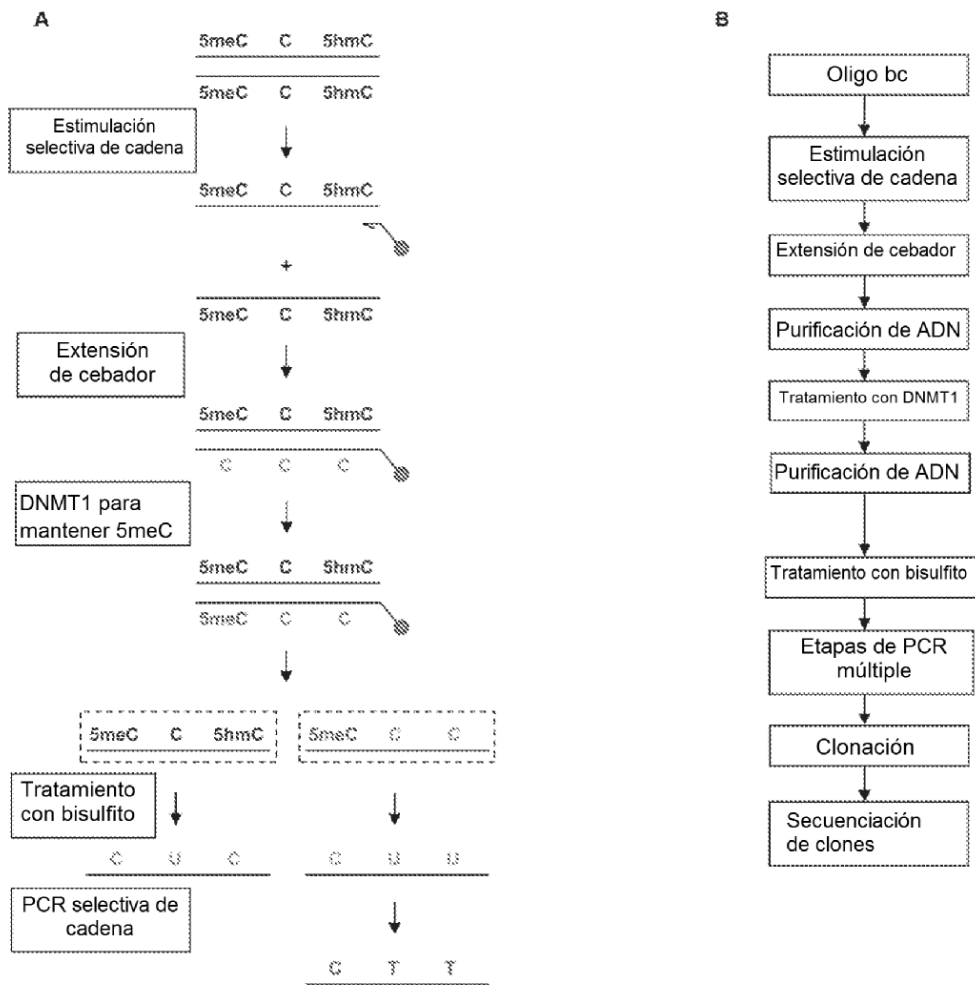 A
5meC C 5hmC
5meC C 5hmC
Estimulación
selectiva de cadena
5meC C 5hmC
+
5meC C 5hmC
Extensión
de cebador
5meC C 5hmC
C C C
DNMT1 para
mantener 5meC
5meC C 5hmC
5meC C C
5meC C 5hmC
5meC C C
Tratamiento
con bisulfito
C U C
C U U
PCR selectiva de
cadena
C T T
B
Oligo bc
Estimulación
selectiva de cadena
Extensión de cebador
Purificación de ADN
Tratamiento con DNMT1
Purificación de ADN
Tratamiento con bisulfito
Etapas de PCR
múltiple
Clonación
Secuenciación
de clones